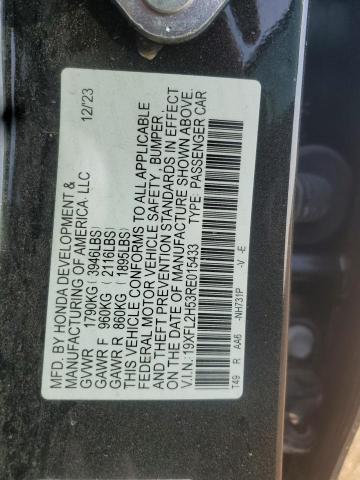 MFD. BY HONDA DEVELOPMENT &
MANUFACTURING OF AMERICA, LLC 12/23
GVWR 1790KG (3946LBS)
GAWR F 960KG (2116LBS)
GAWR R 860KG (1895LBS)
THIS VEHICLE CONFORMS TO ALL APPLICABLE
FEDERAL MOTOR VEHICLE SAFETY, BUMPER,
AND THEFT PREVENTION STANDARDS IN EFFECT
ON THE DATE OF MANUFACTURE SHOWN ABOVE.
V.I.N.: 19XFL2H53RE015433 TYPE: PASSENGER CAR
T49 R AA6 -NH731P -V -E